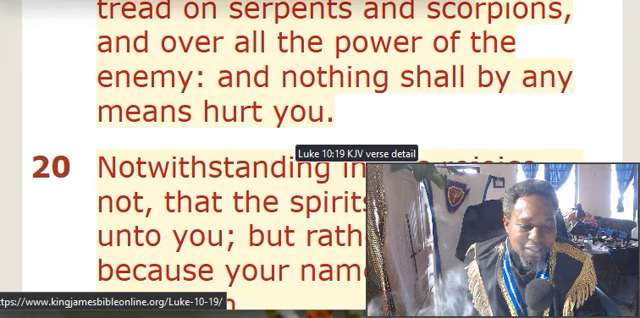 tread on serpents and scorpions,
and over all the power of the
enemy: and nothing shall by any
means hurt you.
Luke 10:19 KJV verse detail
20 Notwithstanding in
not, that the spirits
unto you; but rath
because your nam
ttps://www.kingjamesbibleonline.org/Luke-10-19/